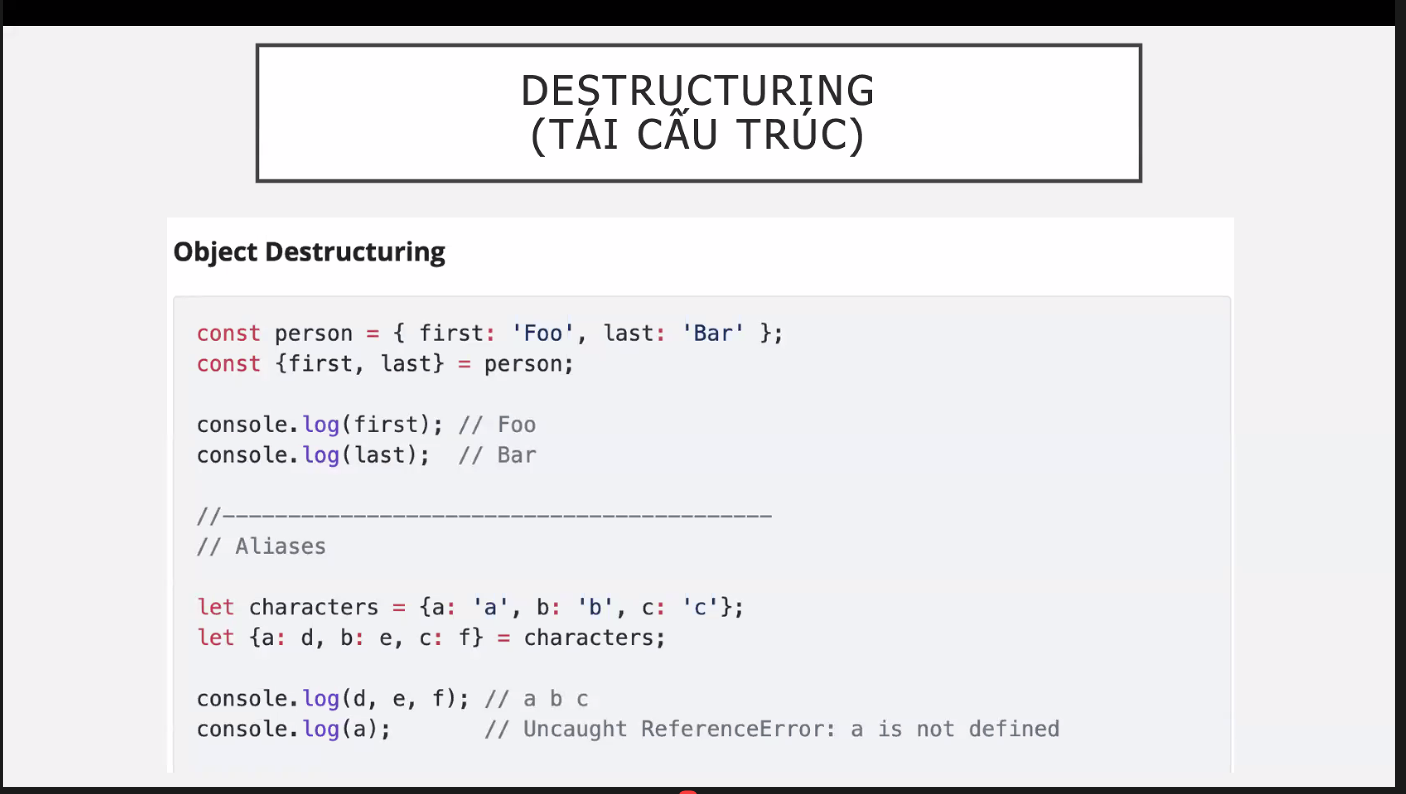 DESTRUCTURING
(TÁI CẤU TRÚC)
Object Destructuring
const person = { first: 'Foo', last: 'Bar' };
const {first, last} = person;
console.log(first); // Foo
console.log(last);  // Bar
//------------------------------------------
// Aliases
let characters = {a: 'a', b: 'b', c: 'c'};
let {a: d, b: e, c: f} = characters;
console.log(d, e, f); // a b c
console.log(a);       // Uncaught ReferenceError: a is not defined